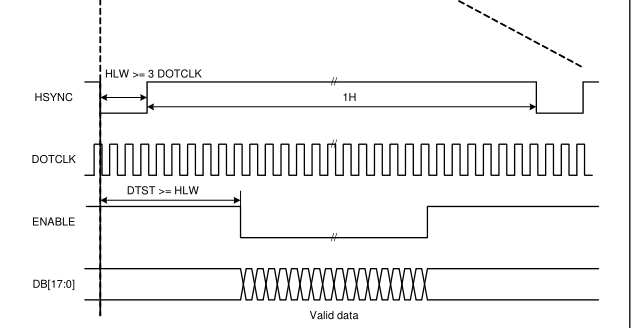 HLW >= 3 DOTCLK
HSYNC
1H
DOTCLK
DTST >= HLW
ENABLE
DB[17:0]
Valid data